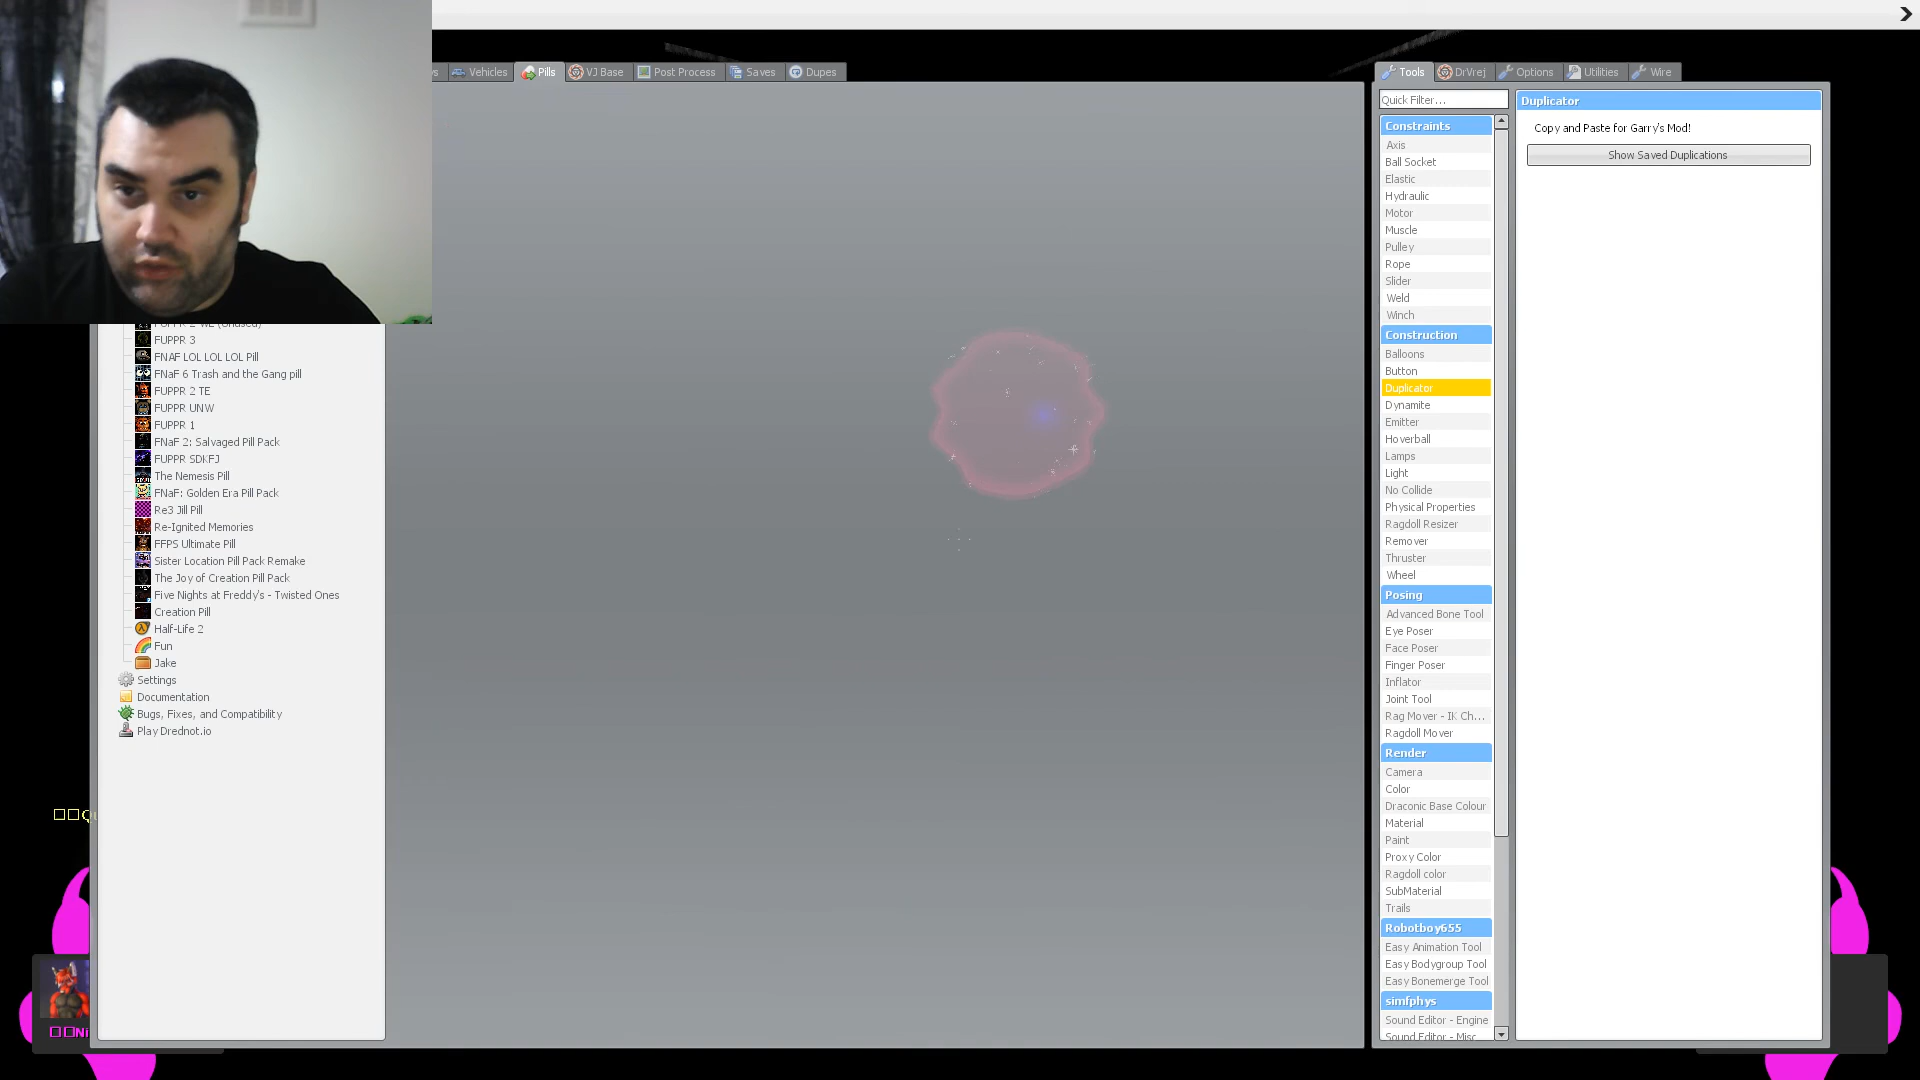 Vehicles
Pills
VJ Base
Post Process
Saves
Dupes
FUPPR 3
FNAF LOL LOL LOL Pill
FNaF 6 Trash and the Gang pill
FUPPR 2 TE
FUPPR UNW
FUPPR 1
FNaF 2: Salvaged Pill Pack
FUPPR SDKFJ
The Nemesis Pill
FNaF: Golden Era Pill Pack
Re3 Jill Pill
Re-Ignited Memories
FFPS Ultimate Pill
Sister Location Pill Pack Remake
The Joy of Creation Pill Pack
Five Nights at Freddy's - Twisted Ones
Creation Pill
Half-Life 2
Fun
Jake
Settings
Documentation
Bugs, Fixes, and Compatibility
Play Drednot.io
Tools
DrVrej
Options
Utilities
Wire
Quick Filter...
Constraints
Axis
Ball Socket
Elastic
Hydraulic
Motor
Muscle
Pulley
Rope
Slider
Weld
Winch
Construction
Balloons
Button
Duplicator
Dynamite
Emitter
Hoverball
Lamps
Light
No Collide
Physical Properties
Ragdoll Resizer
Remover
Thruster
Wheel
Posing
Advanced Bone Tool
Eye Poser
Face Poser
Finger Poser
Inflator
Joint Tool
Rag Mover - IK Ch...
Ragdoll Mover
Render
Camera
Color
Draconic Base Colour
Material
Paint
Proxy Color
Ragdoll color
SubMaterial
Trails
Robotboy655
Easy Animation Tool
Easy Bodygroup Tool
Easy Bonemerge Tool
simfphys
Sound Editor - Engine
Sound Editor - Misc
Duplicator
Copy and Paste for Garry's Mod!
Show Saved Duplications